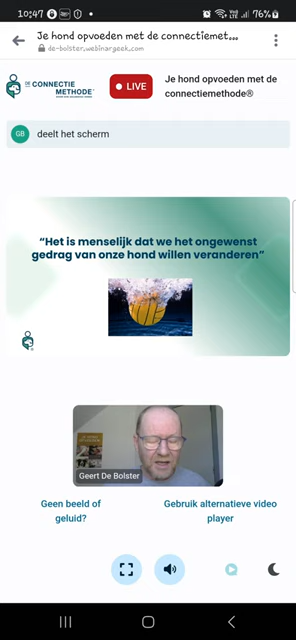 10:47
76%
Je hond opvoeden met de connectiemet...
de-bolster.webinargeek.com
DE CONNECTIE
METHODE
LIVE
Je hond opvoeden met de
connectiemethode®
GB deelt het scherm
"Het is menselijk dat we het ongewenst
gedrag van onze hond willen veranderen"
Geert De Bolster
Geen beeld of
geluid?
Gebruik alternatieve video
player